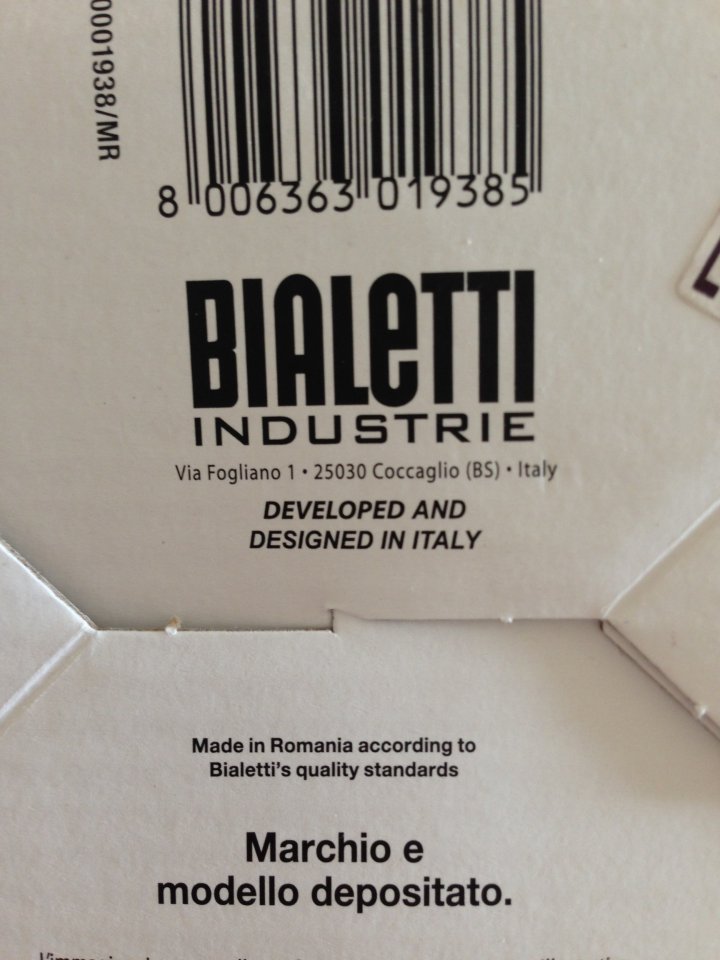 0001938/MR
8 006363 019385
BIALETTI
INDUSTRIE
Via Fogliano 1 • 25030 Coccaglio (BS) • Italy
DEVELOPED AND
DESIGNED IN ITALY
Made in Romania according to
Bialetti's quality standards
Marchio e
modello depositato.